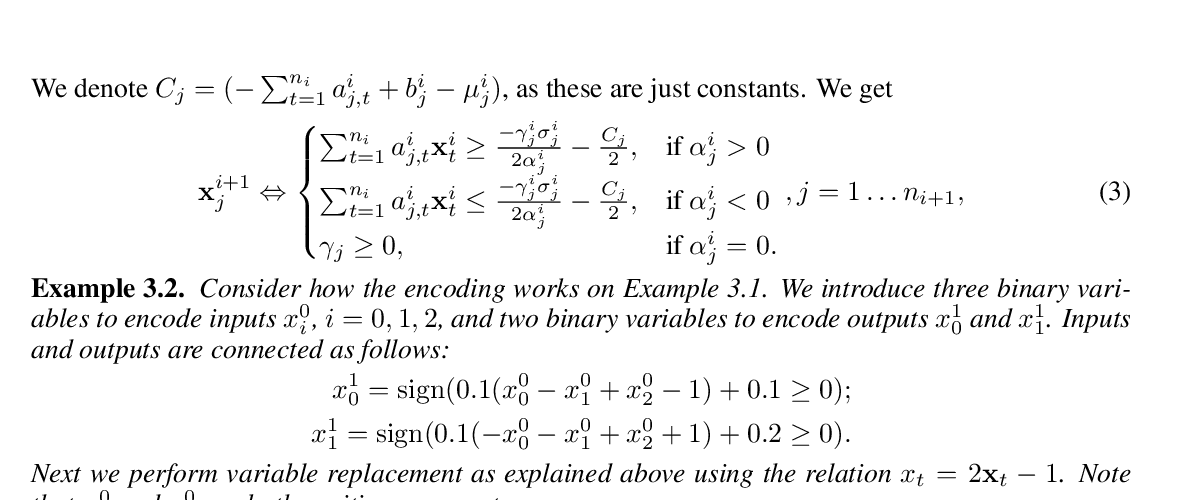 We denote $C_j = (-\sum_{t=1}^{n_i} a_{j,t}^i + b_j^i - \mu_j^i)$, as these are just constants. We get
$\mathbf{x}_j^{i+1} \Leftrightarrow \begin{cases} \sum_{t=1}^{n_i} a_{j,t}^i \mathbf{x}_t^i \geq \frac{-\gamma_j^i \sigma_j^i}{2\alpha_j^i} - \frac{C_j}{2}, & \text{if } \alpha_j^i > 0 \\ \sum_{t=1}^{n_i} a_{j,t}^i \mathbf{x}_t^i \leq \frac{-\gamma_j^i \sigma_j^i}{2\alpha_j^i} - \frac{C_j}{2}, & \text{if } \alpha_j^i < 0 \\ \gamma_j \geq 0, & \text{if } \alpha_j^i = 0. \end{cases}, j = 1 \ldots n_{i+1},$ (3)
Example 3.2. Consider how the encoding works on Example 3.1. We introduce three binary vari-
ables to encode inputs $x_i^0$, $i = 0, 1, 2$, and two binary variables to encode outputs $x_0^1$ and $x_1^1$. Inputs
and outputs are connected as follows:
$x_0^1 = \text{sign}(0.1(x_0^0 - x_1^0 + x_2^0 - 1) + 0.1 \geq 0);$
$x_1^1 = \text{sign}(0.1(-x_0^0 - x_1^0 + x_2^0 + 1) + 0.2 \geq 0).$
Next we perform variable replacement as explained above using the relation $x_t = 2\mathbf{x}_t - 1$. Note